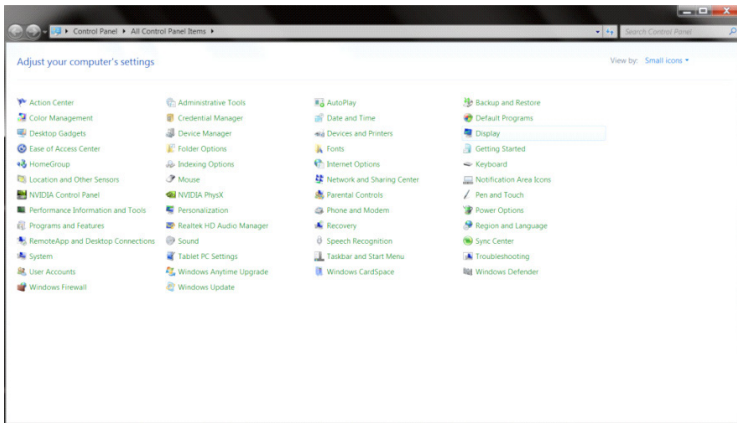 Control Panel All Control Panel Items Search Control Panel
Adjust your computer's settings View by: Small icons
Action Center Administrative Tools AutoPlay Backup and Restore
Color Management Credential Manager Date and Time Default Programs
Desktop Gadgets Device Manager Devices and Printers Display
Ease of Access Center Folder Options Fonts Getting Started
HomeGroup Indexing Options Internet Options Keyboard
Location and Other Sensors Mouse Network and Sharing Center Notification Area Icons
NVIDIA Control Panel NVIDIA PhysX Parental Controls Pen and Touch
Performance Information and Tools Personalization Phone and Modem Power Options
Programs and Features Realtek HD Audio Manager Recovery Region and Language
RemoteApp and Desktop Connections Sound Speech Recognition Sync Center
System Tablet PC Settings Taskbar and Start Menu Troubleshooting
User Accounts Windows Anytime Upgrade Windows CardSpace Windows Defender
Windows Firewall Windows Update